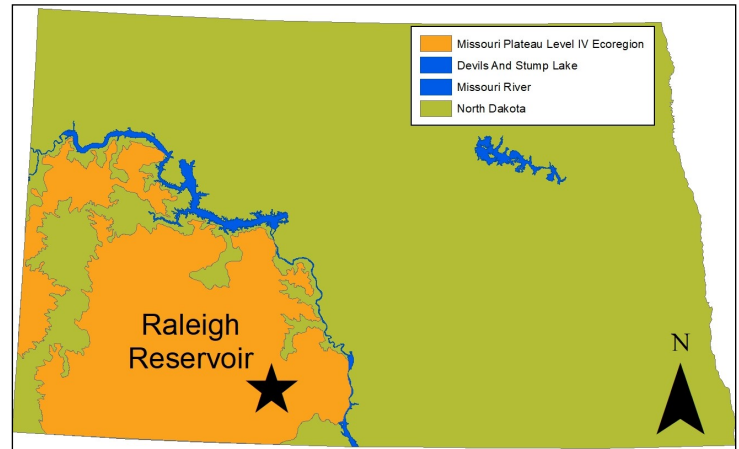 Missouri Plateau Level IV Ecoregion
Devils And Stump Lake
Missouri River
North Dakota
Raleigh
Reservoir
N